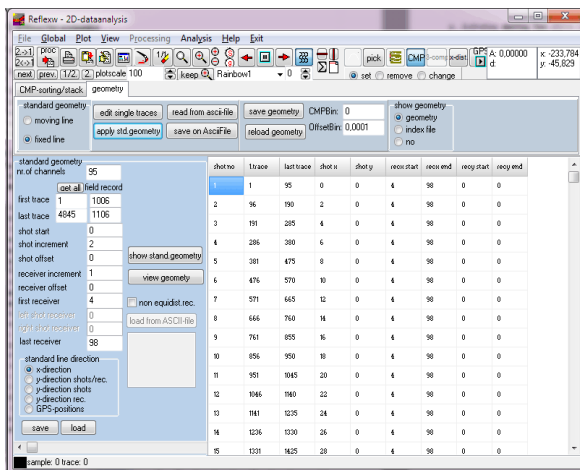 Reflexw - 2D-dataanalysis
File Global Plot View Processing Analysis Help Exit
2->1 proc pick CMP x-dist. GPS A: 0,00000 x: -233,784
2<->1 d: y: -45,829
next prev. 1/2 2 plotscale 100 keep Rainbow1 0 set remove change
CMP-sorting/stack geometry
standard geometry
moving line
fixed line
edit single traces read from ascii-file
apply std.geometry save on AsciiFile
save geometry CMPBin: 0
reload geometry OffsetBin: 0,0001
show geometry
geometry
index file
no
standard geometry
nr.of channels 95
get all field record
first trace 1 1006
last trace 4845 1106
shot start 0
shot increment 2
shot offset 0
receiver increment 1
receiver offset 0
first receiver 4
left shot receiver 0
right shot receiver 0
last receiver 98
show stand.geometry
view geomety
non equidist.rec.
load from ASCII-file
standard line direction
x-direction
y-direction shots/rec.
y-direction shots
y-direction rec.
GPS-positions
save load
shot no 1.trace last trace shot x shot y recx start recx end recy start recy end
1 1 95 0 0 4 98 0 0
2 96 190 2 0 4 98 0 0
3 191 285 4 0 4 98 0 0
4 286 380 6 0 4 98 0 0
5 381 475 8 0 4 98 0 0
6 476 570 10 0 4 98 0 0
7 571 665 12 0 4 98 0 0
8 666 760 14 0 4 98 0 0
9 761 855 16 0 4 98 0 0
10 856 950 18 0 4 98 0 0
11 951 1045 20 0 4 98 0 0
12 1046 1140 22 0 4 98 0 0
13 1141 1235 24 0 4 98 0 0
14 1236 1330 26 0 4 98 0 0
15 1331 1425 28 0 4 98 0 0
sample: 0 trace: 0